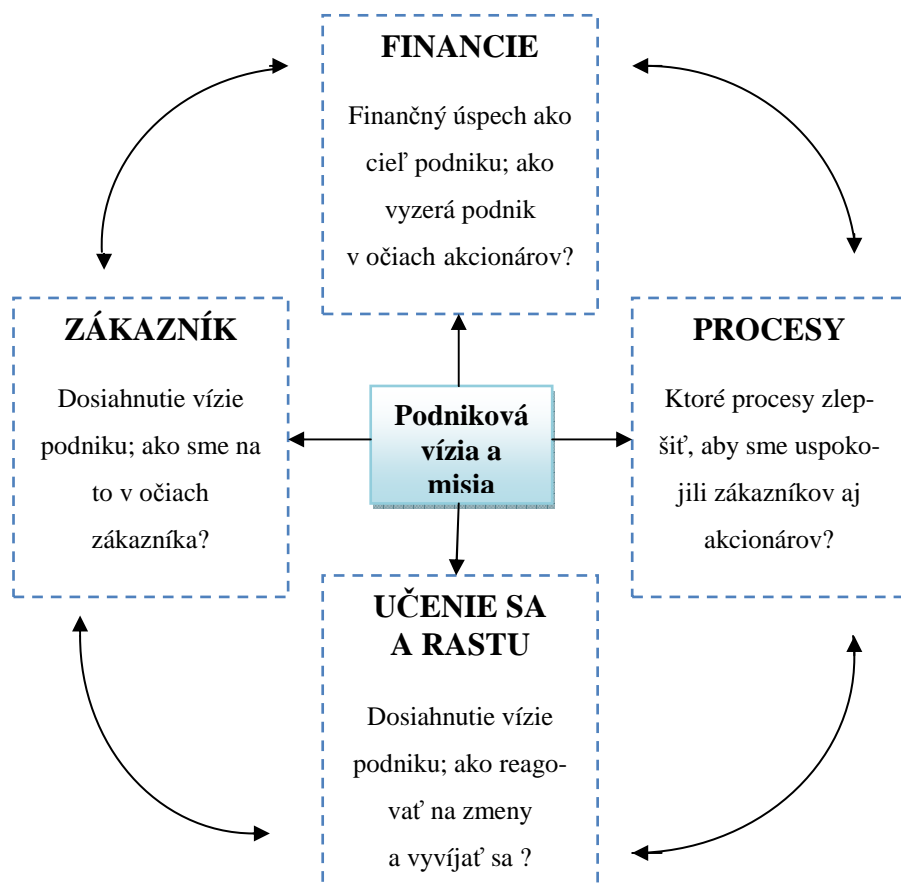 FINANCIE
Finančný úspech ako
cieľ podniku; ako
vyzerá podnik
v očiach akcionárov?
ZÁKAZNÍK
Dosiahnutie vízie
podniku; ako sme na
to v očiach
zákazníka?
Podniková
vízia a
misia
PROCESY
Ktoré procesy zlep-
šiť, aby sme uspoko-
jili zákazníkov aj
akcionárov?
UČENIE SA
A RASTU
Dosiahnutie vízie
podniku; ako reago-
vať na zmeny
a vyvíjať sa ?